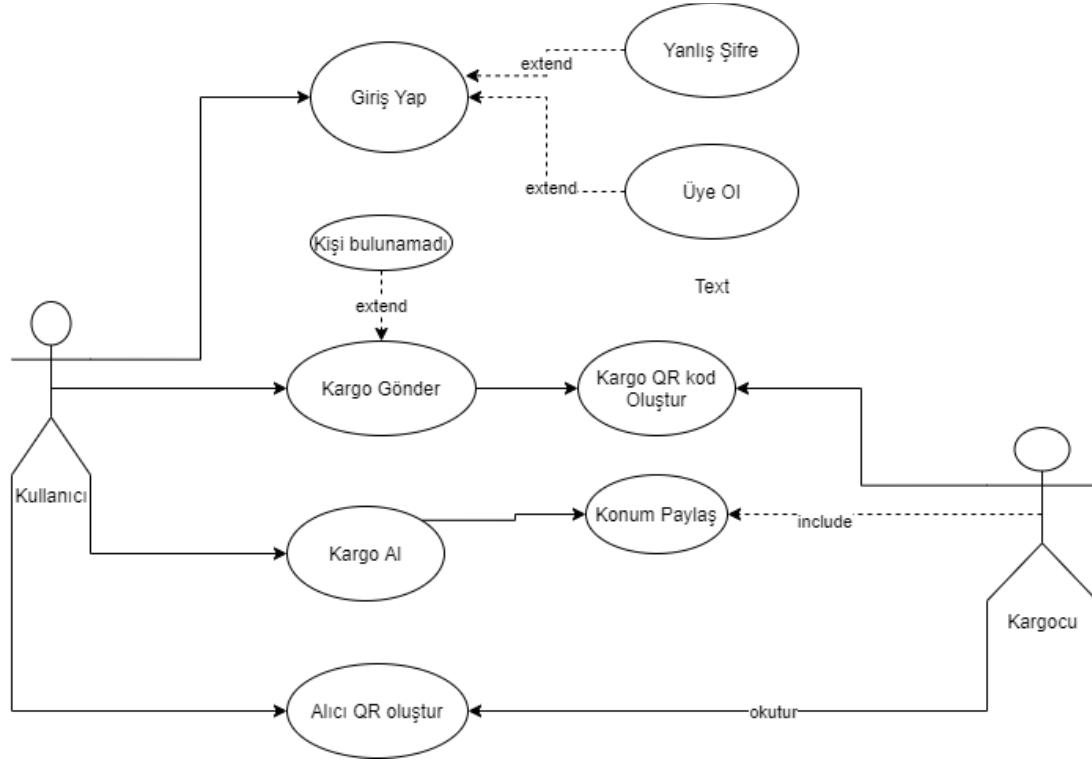 Yanlış Şifre
extend
Giriş Yap
extend
Üye Ol
Kişi bulunamadı
Text
extend
Kargo Gönder
Kargo QR kod
Oluştur
Kullanıcı
Konum Paylaş
include
Kargo Al
Kargocu
Alıcı QR oluştur
okutur